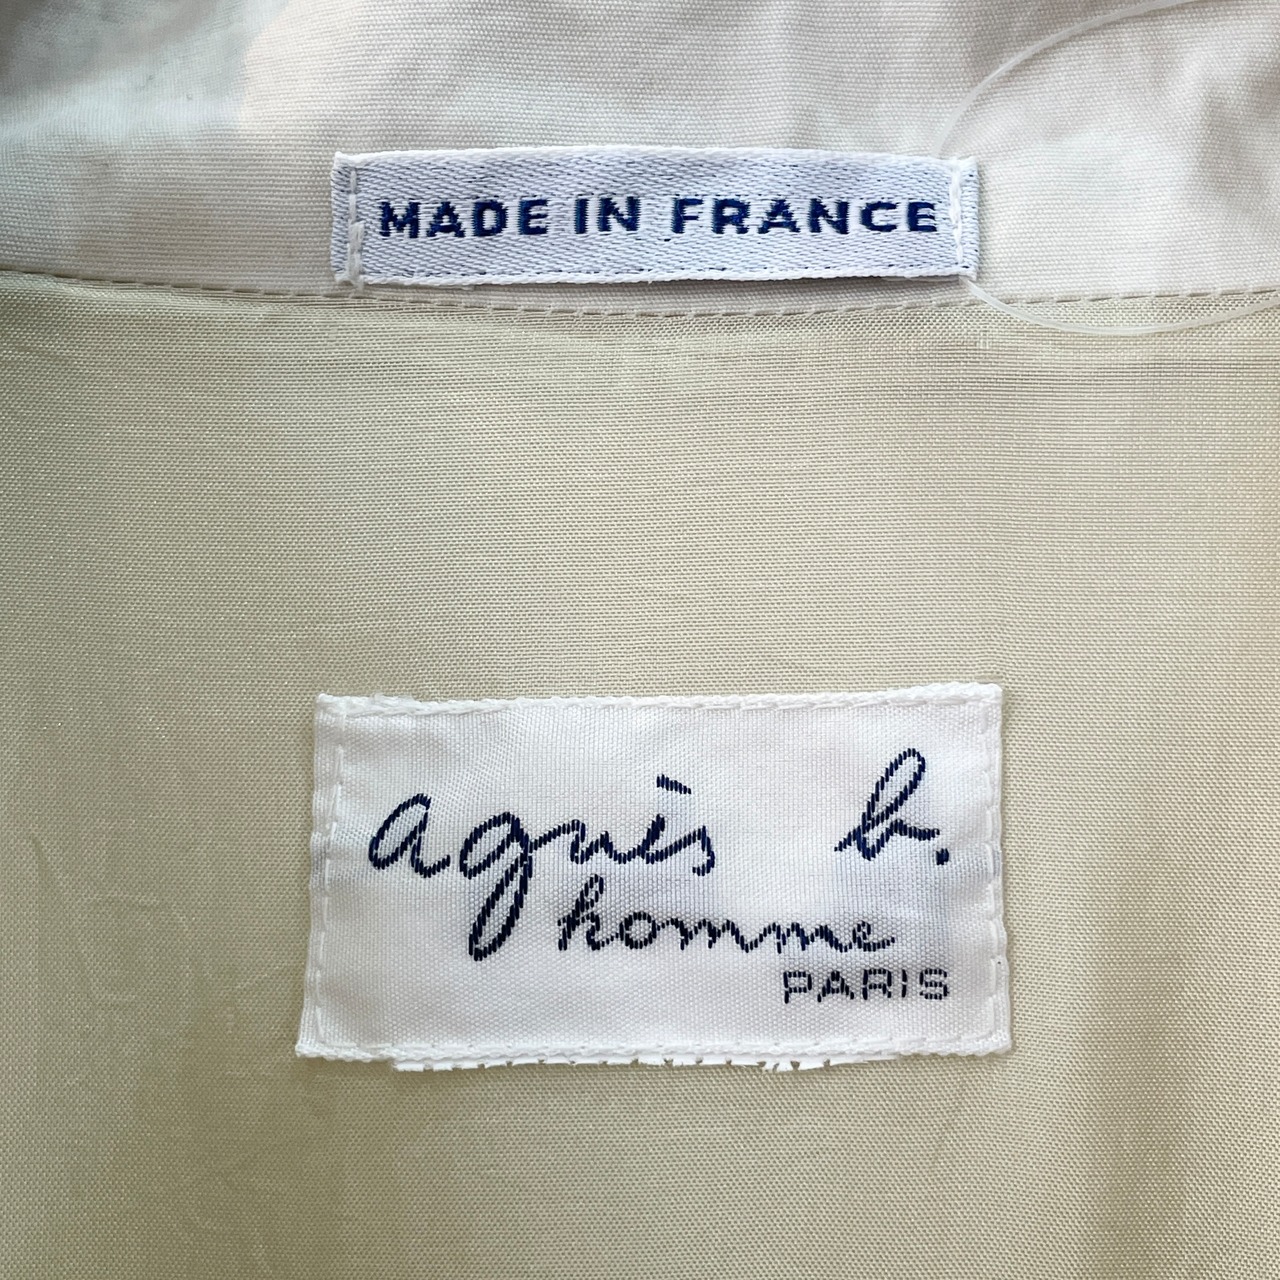 MADE IN FRANCE
agnès b.
homme
PARIS